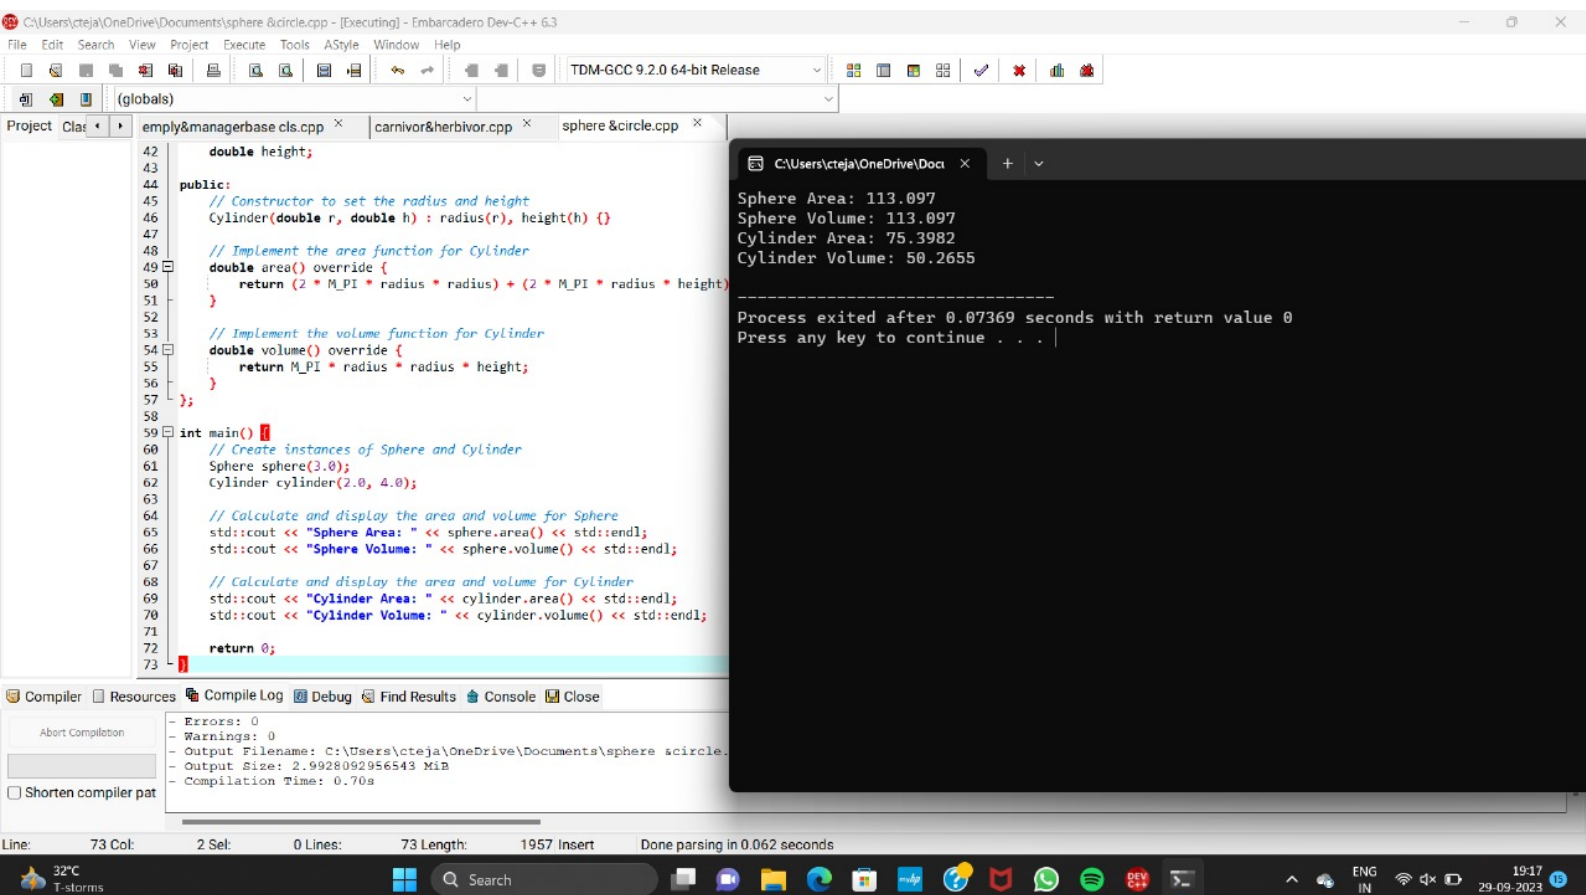 C:\Users\cteja\OneDrive\Documents\sphere &circle.cpp - [Executing] - Embarcadero Dev-C++ 6.3
File Edit Search View Project Execute Tools AStyle Window Help
TDM-GCC 9.2.0 64-bit Release
(globals)
Project Clas
emply&managerbase cls.cpp carnivor&herbivor.cpp sphere &circle.cpp
42 double height;
43
44 public:
45 // Constructor to set the radius and height
46 Cylinder(double r, double h) : radius(r), height(h) {}
47
48 // Implement the area function for Cylinder
49 double area() override {
50 return (2 * M_PI * radius * radius) + (2 * M_PI * radius * height)
51 }
52
53 // Implement the volume function for Cylinder
54 double volume() override {
55 return M_PI * radius * radius * height;
56 }
57 };
58
59 int main() {
60 // Create instances of Sphere and Cylinder
61 Sphere sphere(3.0);
62 Cylinder cylinder(2.0, 4.0);
63
64 // Calculate and display the area and volume for Sphere
65 std::cout << "Sphere Area: " << sphere.area() << std::endl;
66 std::cout << "Sphere Volume: " << sphere.volume() << std::endl;
67
68 // Calculate and display the area and volume for Cylinder
69 std::cout << "Cylinder Area: " << cylinder.area() << std::endl;
70 std::cout << "Cylinder Volume: " << cylinder.volume() << std::endl;
71
72 return 0;
73 }
C:\Users\cteja\OneDrive\Docu
Sphere Area: 113.097
Sphere Volume: 113.097
Cylinder Area: 75.3982
Cylinder Volume: 50.2655
--------------------------------
Process exited after 0.07369 seconds with return value 0
Press any key to continue . . .
Compiler Resources Compile Log Debug Find Results Console Close
Abort Compilation
Shorten compiler pat
- Errors: 0
- Warnings: 0
- Output Filename: C:\Users\cteja\OneDrive\Documents\sphere &circle.
- Output Size: 2.9928092956543 MiB
- Compilation Time: 0.70s
Line: 73 Col: 2 Sel: 0 Lines: 73 Length: 1957 Insert Done parsing in 0.062 seconds
32°C
T-storms
Search
DEV
C++
ENG
IN
19:17
29-09-2023
15